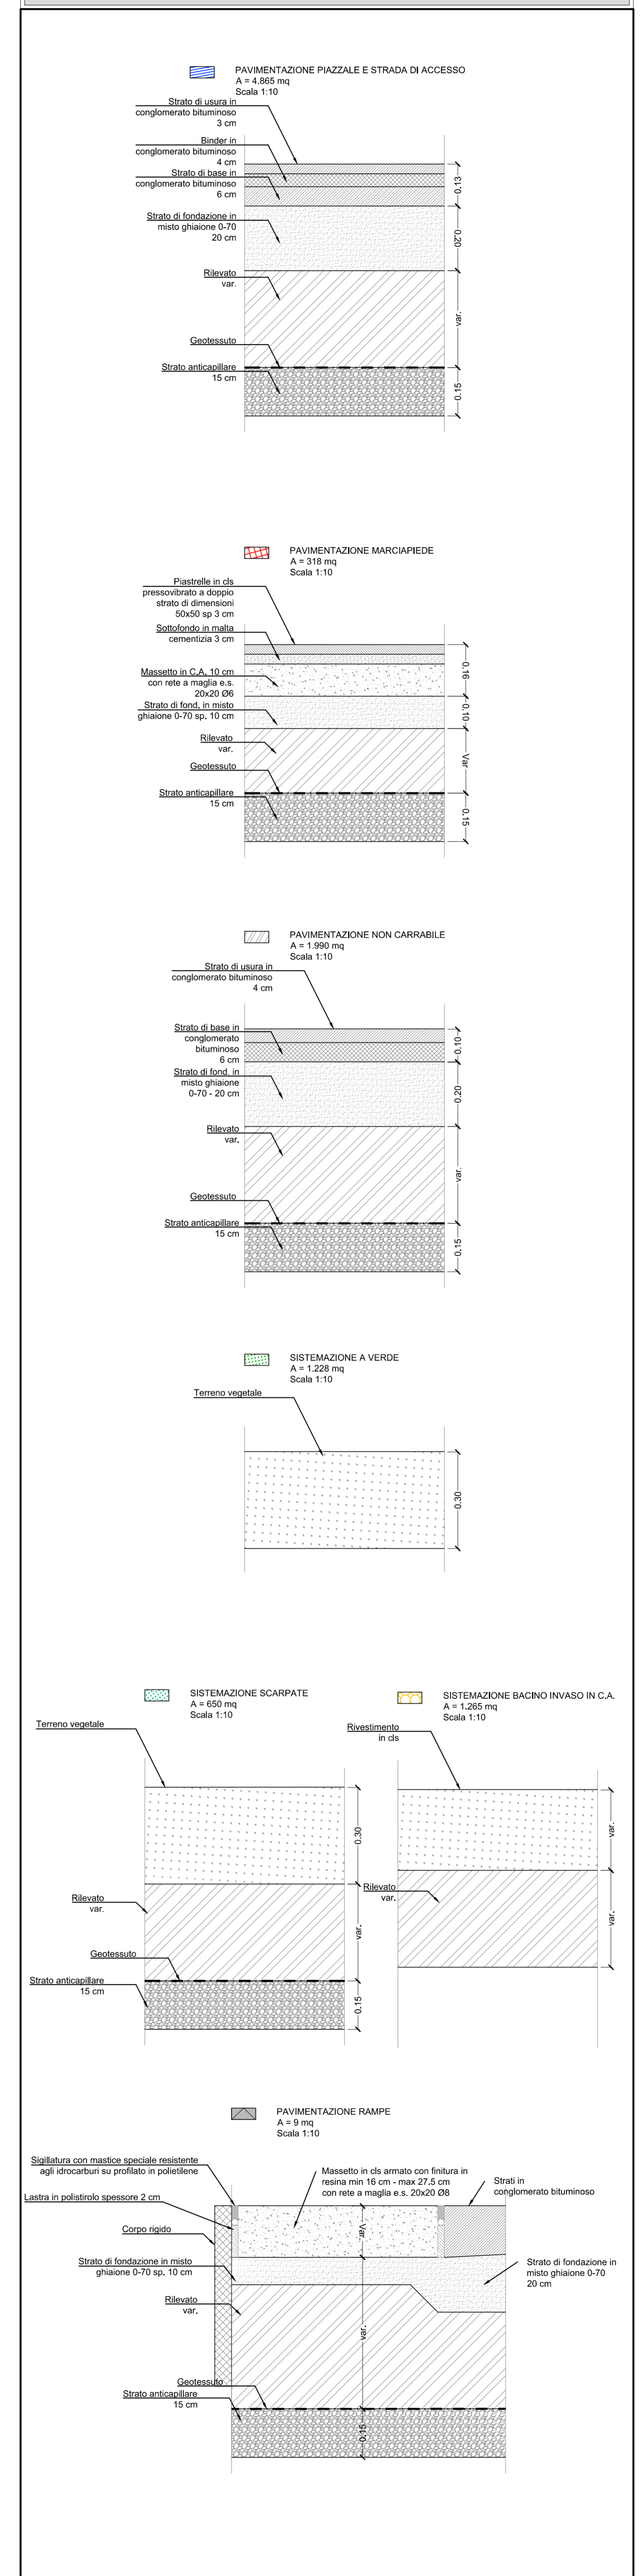 PAVIMENTAZIONE PIAZZALE E STRADA DI ACCESSO
A = 4.865 mq
Scala 1:10
Strato di usura in
conglomerato bituminoso
3 cm
Binder in
conglomerato bituminoso
4 cm
Strato di base in
conglomerato bituminoso
6 cm
Strato di fondazione in
misto ghiaione 0-70
20 cm
Rilevato
var.
Geotessuto
Strato anticapillare
15 cm
0.13
0.20
var.
0.15
PAVIMENTAZIONE MARCIAPIEDE
A = 318 mq
Scala 1:10
Piastrelle in cls
pressovibrato a doppio
strato di dimensioni
50x50 sp 3 cm
Sottofondo in malta
cementizia 3 cm
Massetto in C.A. 10 cm
con rete a maglia e.s.
20x20 Ø6
Strato di fond. in misto
ghiaione 0-70 sp. 10 cm
Rilevato
var.
Geotessuto
Strato anticapillare
15 cm
0.16
0.10
Var
0.15
PAVIMENTAZIONE NON CARRABILE
A = 1.990 mq
Scala 1:10
Strato di usura in
conglomerato bituminoso
4 cm
Strato di base in
conglomerato
bituminoso
6 cm
Strato di fond. in
misto ghiaione
0-70 - 20 cm
Rilevato
var.
Geotessuto
Strato anticapillare
15 cm
0.10
0.20
var.
0.15
SISTEMAZIONE A VERDE
A = 1.228 mq
Scala 1:10
Terreno vegetale
0.30
SISTEMAZIONE SCARPATE
A = 650 mq
Scala 1:10
Terreno vegetale
Rilevato
var.
Geotessuto
Strato anticapillare
15 cm
0.30
var.
0.15
SISTEMAZIONE BACINO INVASO IN C.A.
A = 1.265 mq
Scala 1:10
Rivestimento
in cls
Rilevato
var.
var.
var.
PAVIMENTAZIONE RAMPE
A = 9 mq
Scala 1:10
Sigillatura con mastice speciale resistente
agli idrocarburi su profilato in polietilene
Lastra in polistirolo spessore 2 cm
Corpo rigido
Strato di fondazione in misto
ghiaione 0-70 sp. 10 cm
Rilevato
var.
Geotessuto
Strato anticapillare
15 cm
Massetto in cls armato con finitura in
resina min 16 cm - max 27.5 cm
con rete a maglia e.s. 20x20 Ø8
Strati in
conglomerato bituminoso
Strato di fondazione in
misto ghiaione 0-70
20 cm
Var.
var.
0.15